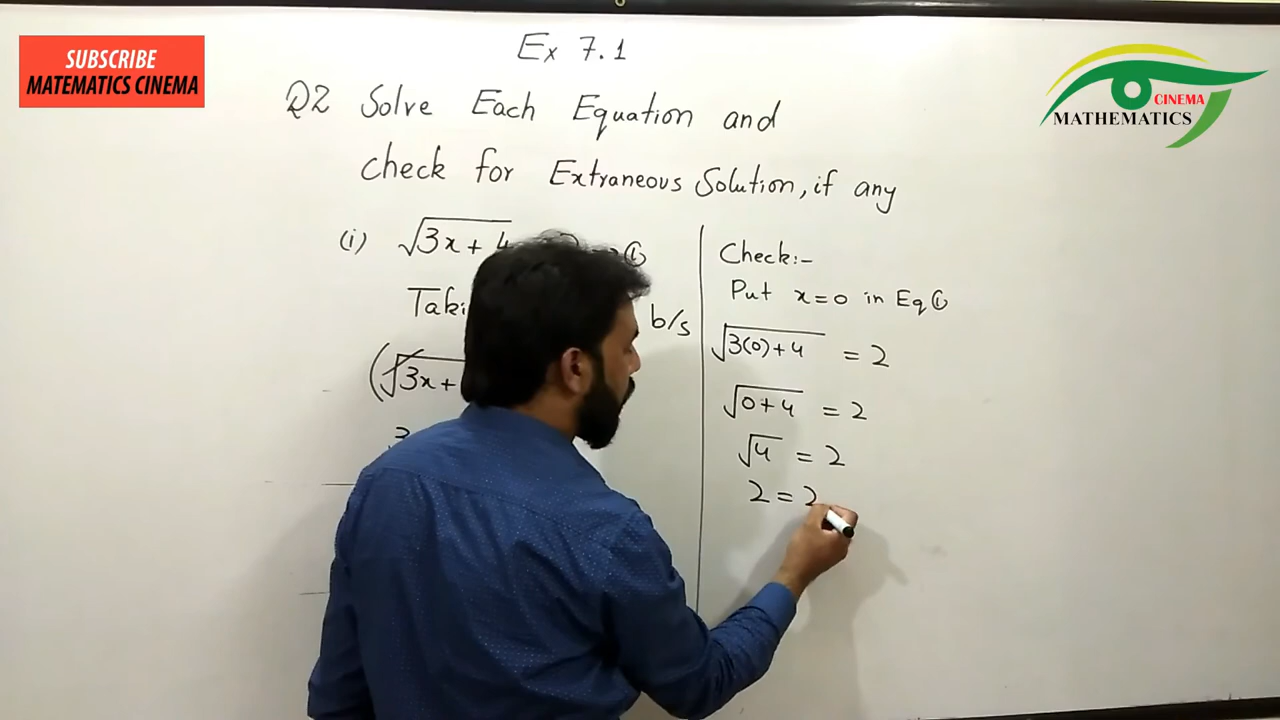 SUBSCRIBE
MATEMATICS CINEMA
CINEMA
MATHEMATICS
Ex 7.1
Q2 Solve Each Equation and
check for Extraneous Solution, if any
(i) √3x+4
b/s
(√3x+
3
Check:-
Put x=0 in Eq ①
√3(0)+4 = 2
√0+4 = 2
√4 = 2
2 = 2